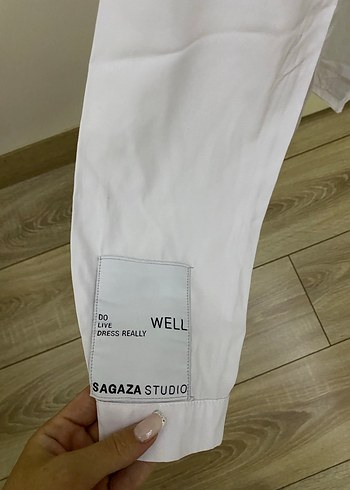 DO
LIVE WELL
DRESS REALLY
SAGAZA STUDIO